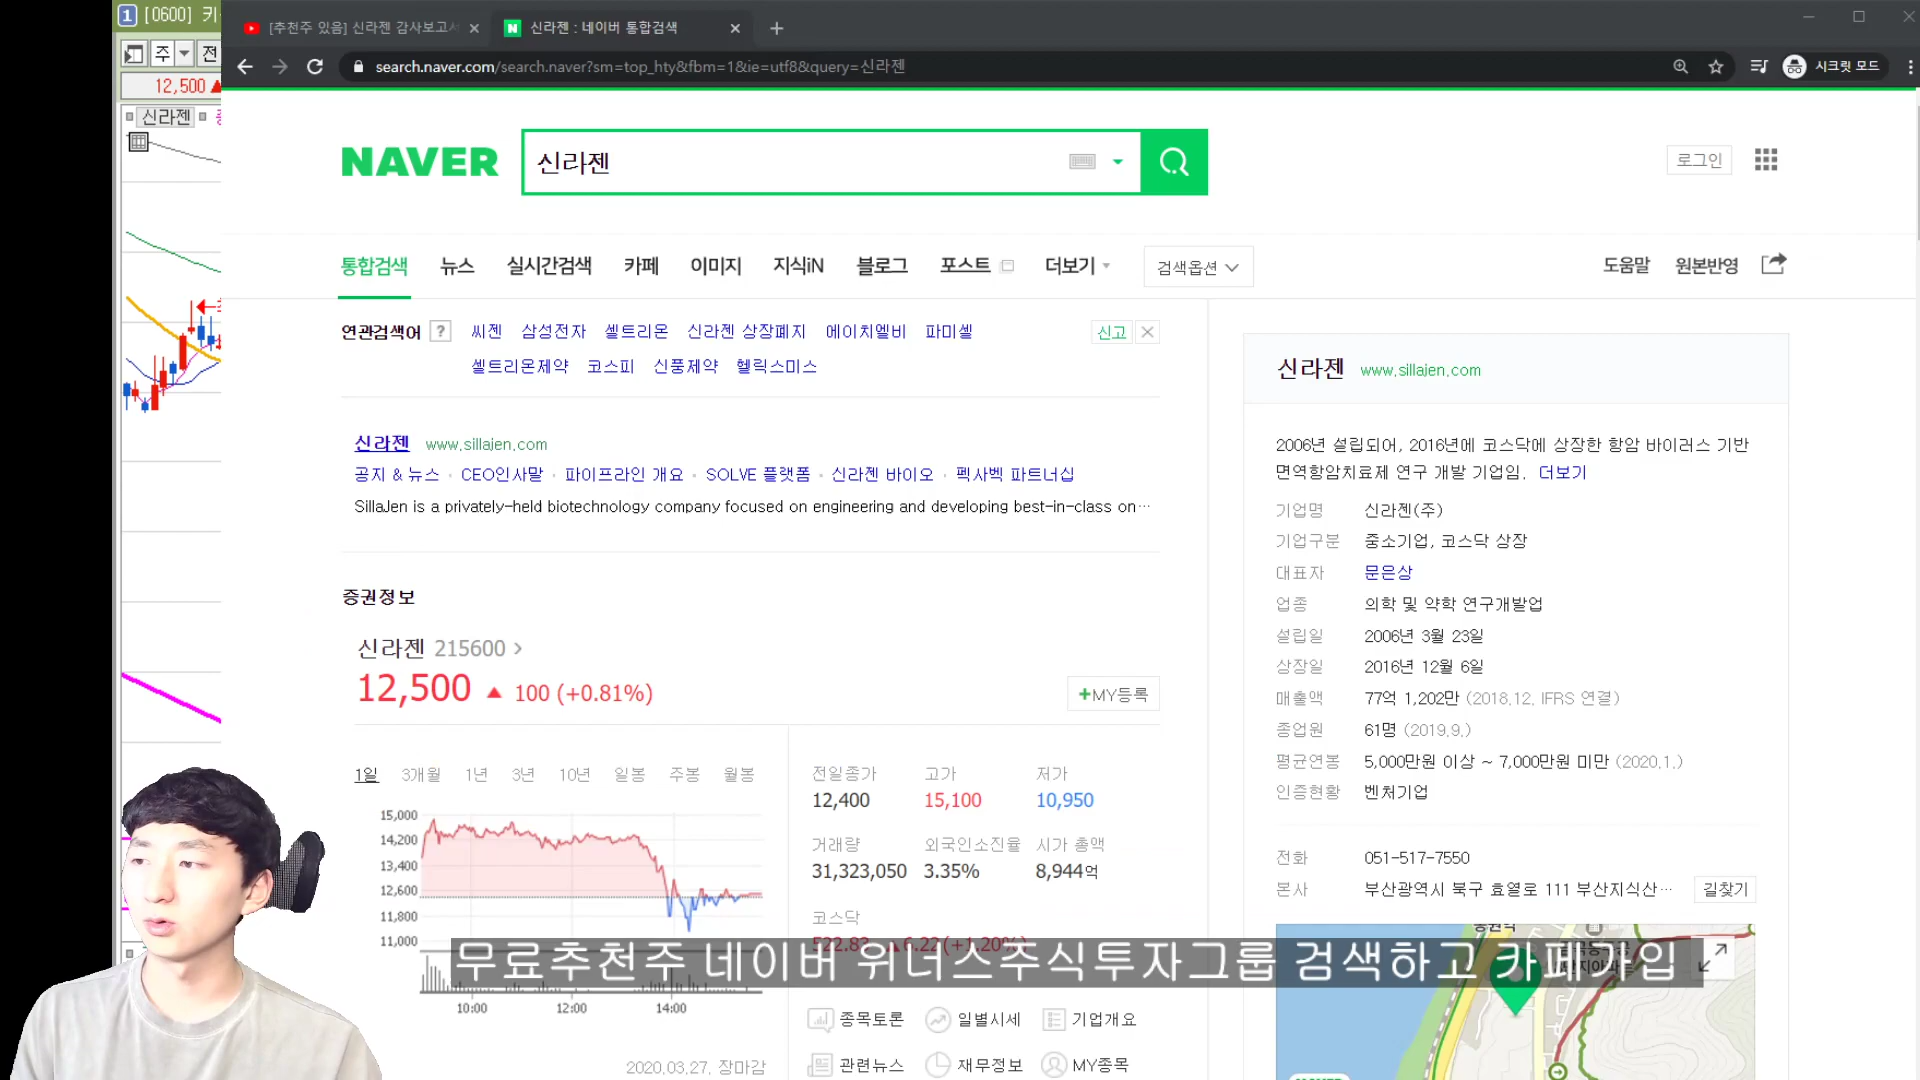 1 [0600] 키
[추천주 있음] 신라젠 감사보고서
신라젠 : 네이버 통합검색
search.naver.com/search.naver?sm=top_hty&fbm=1&ie=utf8&query=신라젠
시크릿 모드
주 전
12,500
신라젠
NAVER
신라젠
로그인
통합검색 뉴스 실시간검색 카페 이미지 지식iN 블로그 포스트 더보기 검색옵션
도움말 원본반영
연관검색어 ? 씨젠 삼성전자 셀트리온 신라젠 상장폐지 에이치엘비 파미셀
신고
셀트리온제약 코스피 신풍제약 헬릭스미스
신라젠 www.sillajen.com
공지 & 뉴스 · CEO인사말 · 파이프라인 개요 · SOLVE 플랫폼 · 신라젠 바이오 · 펙사벡 파트너십
SillaJen is a privately-held biotechnology company focused on engineering and developing best-in-class on…
증권정보
신라젠 215600
12,500 ▲ 100 (+0.81%)
+MY등록
1일 3개월 1년 3년 10년 일봉 주봉 월봉
15,000
14,200
13,400
12,600
11,800
11,000
10:00 12:00 14:00
2020.03.27. 장마감
전일종가 고가 저가
12,400 15,100 10,950
거래량 외국인소진율 시가 총액
31,323,050 3.35% 8,944억
코스닥
522.83 ▲6.22(+1.20%)
종목토론 일별시세 기업개요
관련뉴스 재무정보 MY종목
신라젠 www.sillajen.com
2006년 설립되어, 2016년에 코스닥에 상장한 항암 바이러스 기반
면역항암치료제 연구 개발 기업임. 더보기
기업명 신라젠(주)
기업구분 중소기업, 코스닥 상장
대표자 문은상
업종 의학 및 약학 연구개발업
설립일 2006년 3월 23일
상장일 2016년 12월 6일
매출액 77억 1,202만 (2018.12. IFRS 연결)
종업원 61명 (2019.9.)
평균연봉 5,000만원 이상 ~ 7,000만원 미만 (2020.1.)
인증현황 벤처기업
전화 051-517-7550
본사 부산광역시 북구 효열로 111 부산지식산…
길찾기
무료추천주 네이버 위너스주식투자그룹 검색하고 카페가입
NAVER